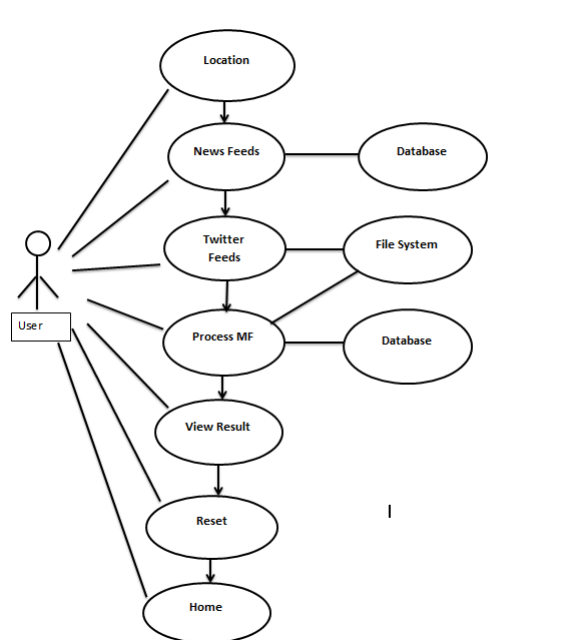 Location
News Feeds
Database
Twitter
Feeds
File System
User
Process MF
Database
View Result
Reset
Home